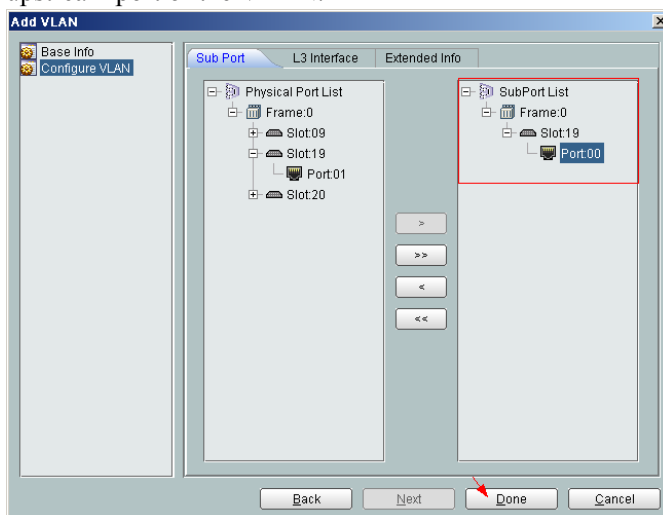 Add VLAN
Base Info
Configure VLAN
Sub Port
L3 Interface
Extended Info
Physical Port List
Frame:0
Slot:09
Slot:19
Port:01
Slot:20
>
>>
<
<<
SubPort List
Frame:0
Slot:19
Port:00
Back
Next
Done
Cancel